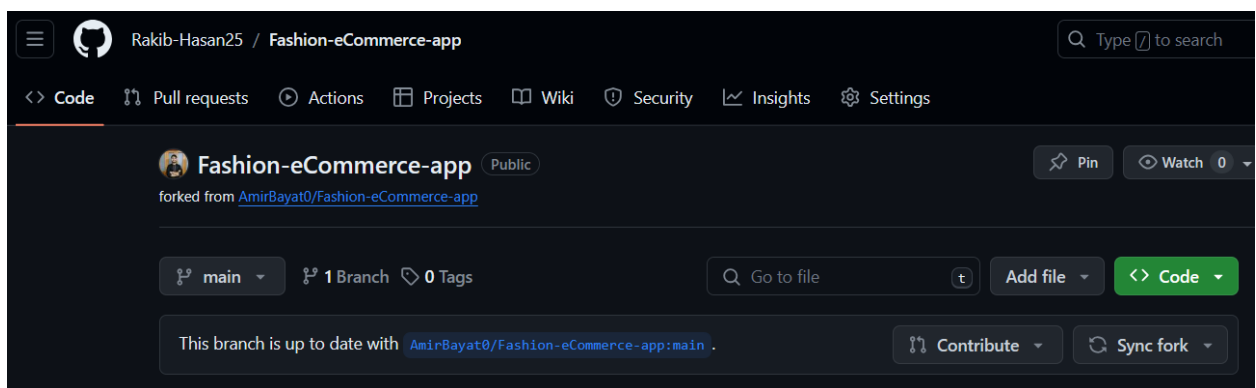 Rakib-Hasan25 / Fashion-eCommerce-app
Type / to search
<> Code Pull requests Actions Projects Wiki Security Insights Settings
Fashion-eCommerce-app Public
Pin Watch 0
forked from AmirBayat0/Fashion-eCommerce-app
main 1 Branch 0 Tags
Go to file t
Add file <> Code
This branch is up to date with AmirBayat0/Fashion-eCommerce-app:main .
Contribute Sync fork